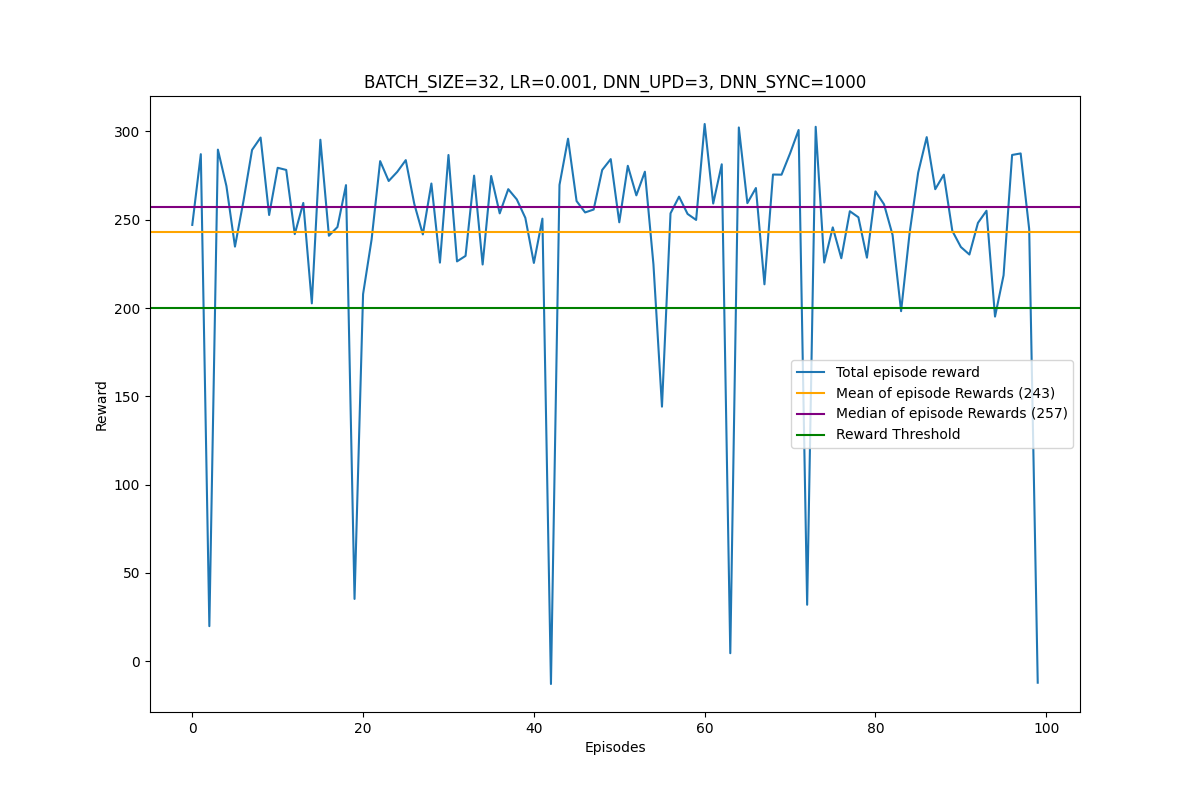 BATCH_SIZE=32, LR=0.001, DNN_UPD=3, DNN_SYNC=1000
300
250
200
150
100
50
0
Reward
Total episode reward
Mean of episode Rewards (243)
Median of episode Rewards (257)
Reward Threshold
0 20 40 60 80 100
Episodes